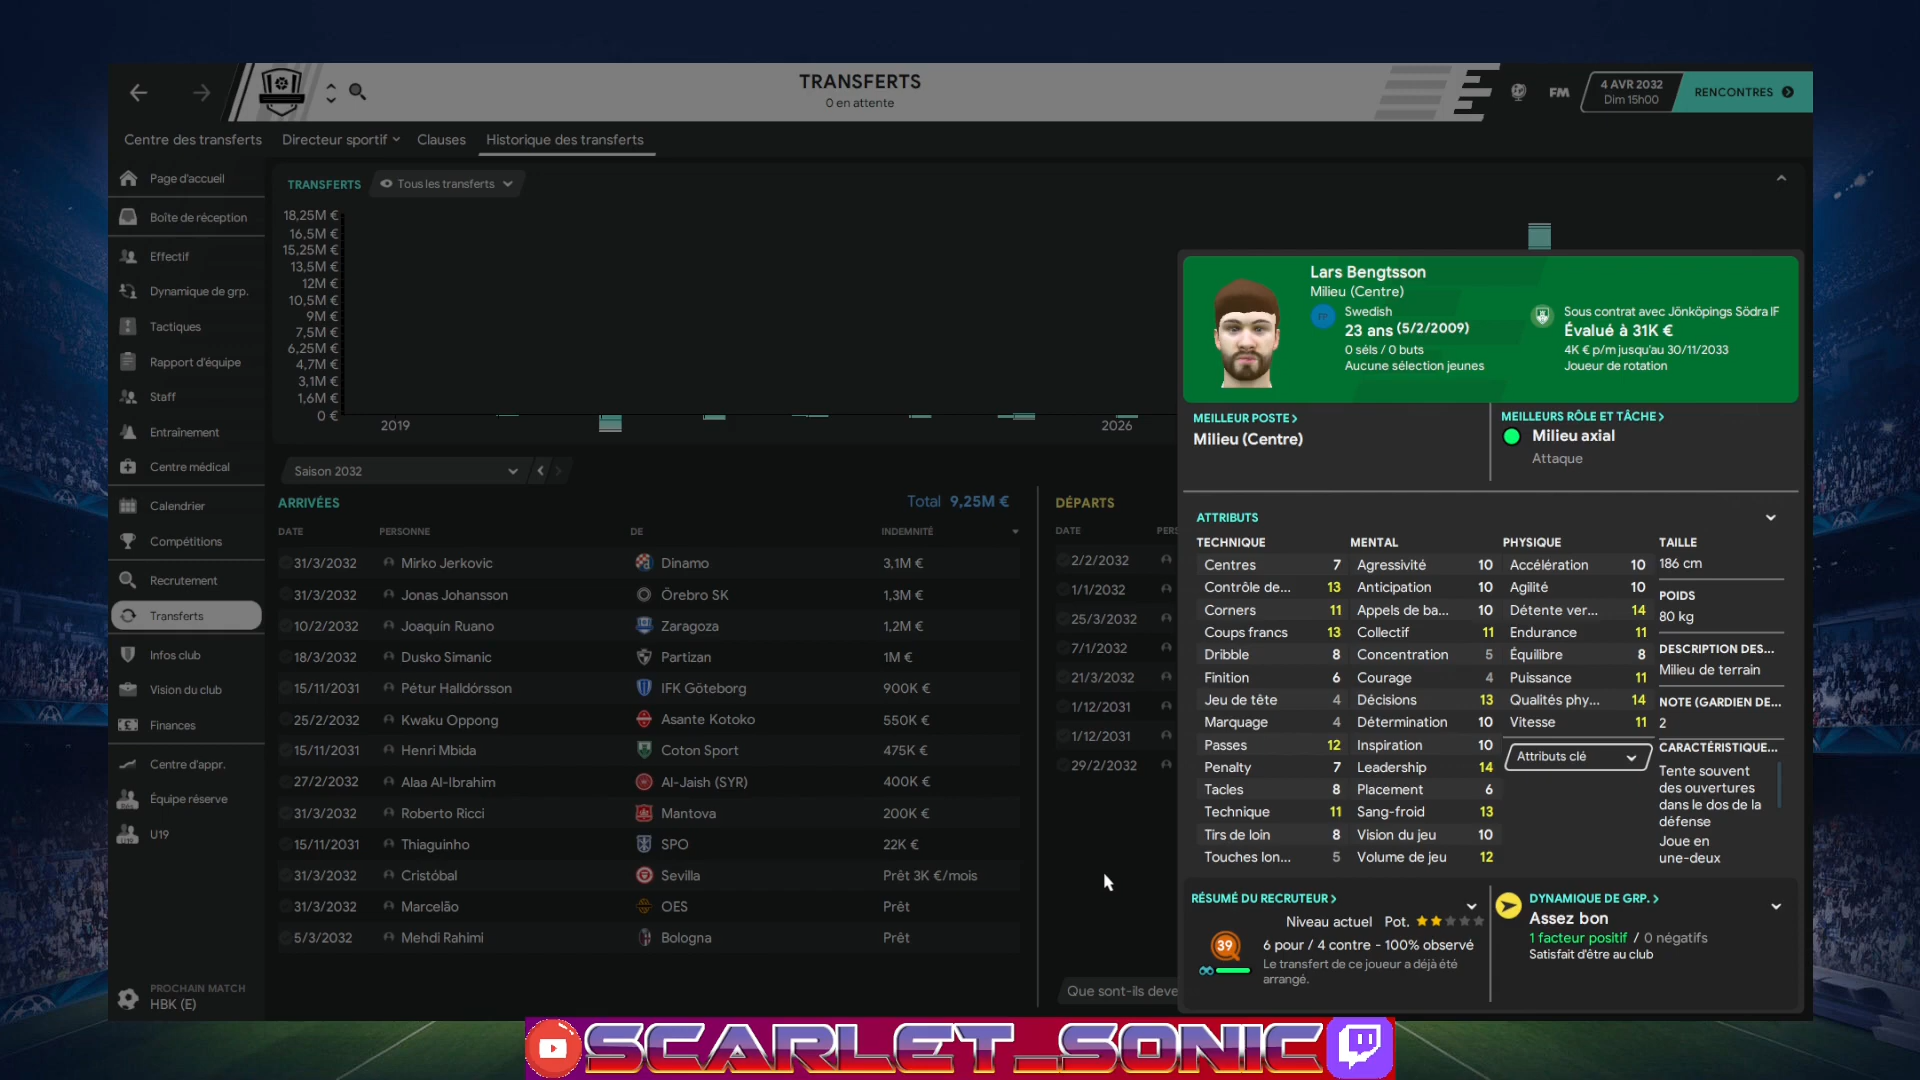 TRANSFERTS
0 en attente
FM
4 AVR 2032
Dim 15h00
RENCONTRES
Centre des transferts
Directeur sportif
Clauses
Historique des transferts
Page d'accueil
Boîte de réception
Effectif
Dynamique de grp.
Tactiques
Rapport d'équipe
Staff
Entraînement
Centre médical
Calendrier
Compétitions
Recrutement
Transferts
Infos club
Vision du club
Finances
Centre d'appr.
Équipe réserve
U19
PROCHAIN MATCH
HBK (E)
TRANSFERTS
Tous les transferts
18,25M €
16,5M €
15,25M €
13,5M €
12M €
10,5M €
9M €
7,5M €
6,25M €
4,7M €
3,1M €
1,6M €
0 €
2019
2026
Saison 2032
ARRIVÉES
Total 9,25M €
DATE PERSONNE DE INDEMNITÉ
31/3/2032 Mirko Jerkovic Dinamo 3,1M €
31/3/2032 Jonas Johansson Örebro SK 1,3M €
10/2/2032 Joaquín Ruano Zaragoza 1,2M €
18/3/2032 Dusko Simanic Partizan 1M €
15/11/2031 Pétur Halldórsson IFK Göteborg 900K €
25/2/2032 Kwaku Oppong Asante Kotoko 550K €
15/11/2031 Henri Mbida Coton Sport 475K €
27/2/2032 Alaa Al-Ibrahim Al-Jaish (SYR) 400K €
31/3/2032 Roberto Ricci Mantova 200K €
15/11/2031 Thiaguinho SPO 22K €
31/3/2032 Cristóbal Sevilla Prêt 3K €/mois
31/3/2032 Marcelão OES Prêt
5/3/2032 Mehdi Rahimi Bologna Prêt
DÉPARTS
DATE PERS
2/2/2032
1/1/2032
25/3/2032
7/1/2032
21/3/2032
1/12/2031
1/12/2031
29/2/2032
Que sont-ils deve
Lars Bengtsson
Milieu (Centre)
Swedish
23 ans (5/2/2009)
0 séls / 0 buts
Aucune sélection jeunes
Sous contrat avec Jönköpings Södra IF
Évalué à 31K €
4K € p/m jusqu'au 30/11/2033
Joueur de rotation
MEILLEUR POSTE
Milieu (Centre)
MEILLEURS RÔLE ET TÂCHE
Milieu axial
Attaque
ATTRIBUTS
TECHNIQUE
Centres 7
Contrôle de... 13
Corners 11
Coups francs 13
Dribble 8
Finition 6
Jeu de tête 4
Marquage 4
Passes 12
Penalty 7
Tacles 8
Technique 11
Tirs de loin 8
Touches lon... 5
MENTAL
Agressivité 10
Anticipation 10
Appels de ba... 10
Collectif 11
Concentration 5
Courage 4
Décisions 13
Détermination 10
Inspiration 10
Leadership 14
Placement 6
Sang-froid 13
Vision du jeu 10
Volume de jeu 12
PHYSIQUE
Accélération 10
Agilité 10
Détente ver... 14
Endurance 11
Équilibre 8
Puissance 11
Qualités phy... 14
Vitesse 11
Attributs clé
TAILLE
186 cm
POIDS
80 kg
DESCRIPTION DES...
Milieu de terrain
NOTE (GARDIEN DE...
2
CARACTÉRISTIQUE...
Tente souvent
des ouvertures
dans le dos de la
défense
Joue en
une-deux
RÉSUMÉ DU RECRUTEUR
Niveau actuel Pot.
39
6 pour / 4 contre - 100% observé
Le transfert de ce joueur a déjà été
arrangé.
DYNAMIQUE DE GRP.
Assez bon
1 facteur positif / 0 négatifs
Satisfait d'être au club
SCARLET_SONIC